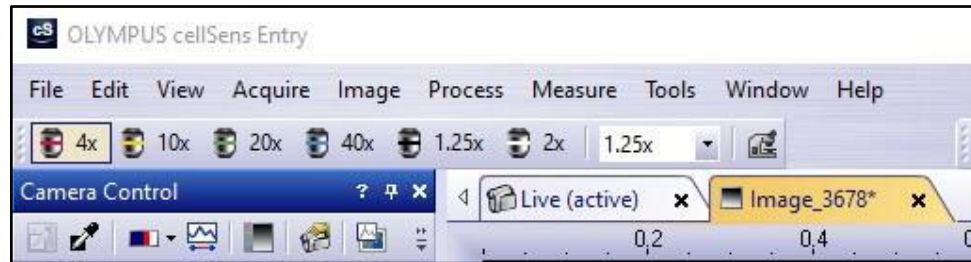 cS OLYMPUS cellSens Entry
File Edit View Acquire Image Process Measure Tools Window Help
4x 10x 20x 40x 1.25x 2x 1.25x
Camera Control ? Live (active) Image_3678*
0,2 0,4